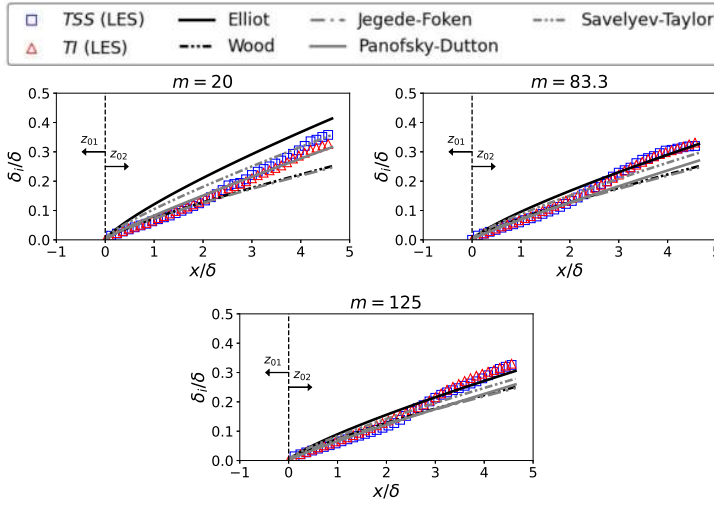 TSS (LES) Elliot Jegede-Foken Savelyev-Taylor
TI (LES) Wood Panofsky-Dutton
m = 20
0.5
0.4
0.3
0.2
0.1
0.0
δᵢ/δ
z₀₁
z₀₂
−1 0 1 2 3 4 5
x/δ
m = 83.3
0.5
0.4
0.3
0.2
0.1
0.0
δᵢ/δ
z₀₁
z₀₂
−1 0 1 2 3 4 5
x/δ
m = 125
0.5
0.4
0.3
0.2
0.1
0.0
δᵢ/δ
z₀₁
z₀₂
−1 0 1 2 3 4 5
x/δ